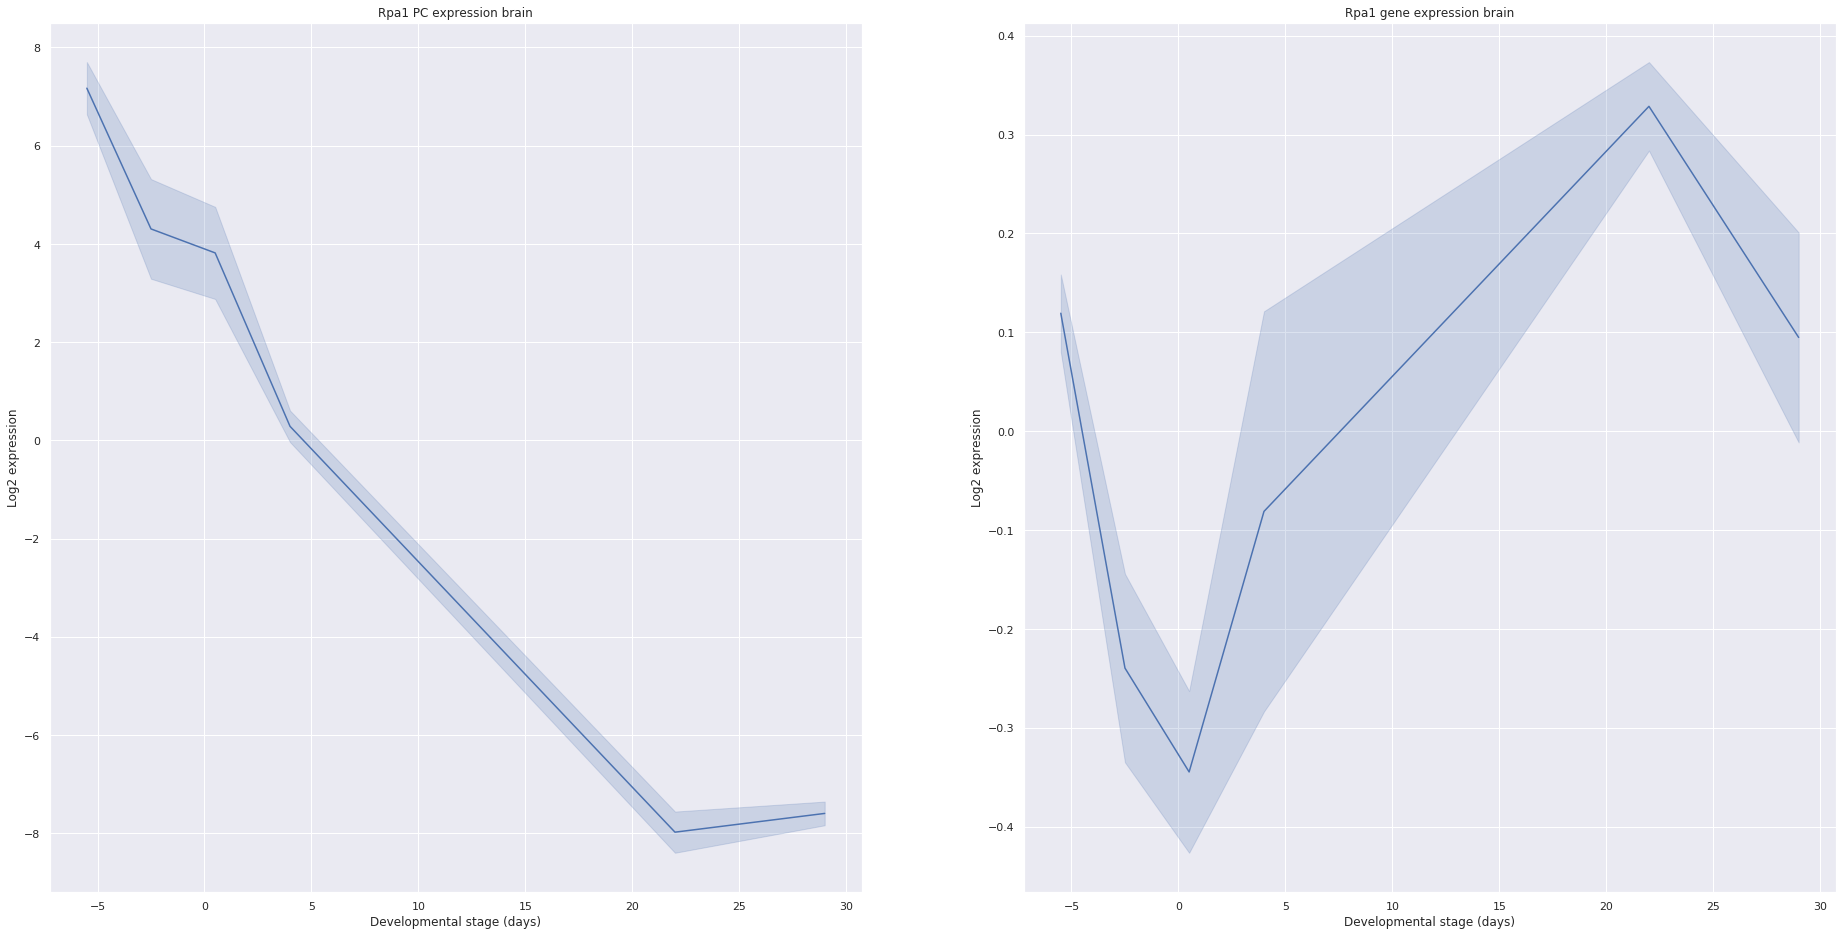 Rpa1 PC expression brain
8
6
4
2
0
−2
−4
−6
−8
Log2 expression
−5 0 5 10 15 20 25 30
Developmental stage (days)
Rpa1 gene expression brain
0.4
0.3
0.2
0.1
0.0
−0.1
−0.2
−0.3
−0.4
Log2 expression
−5 0 5 10 15 20 25 30
Developmental stage (days)